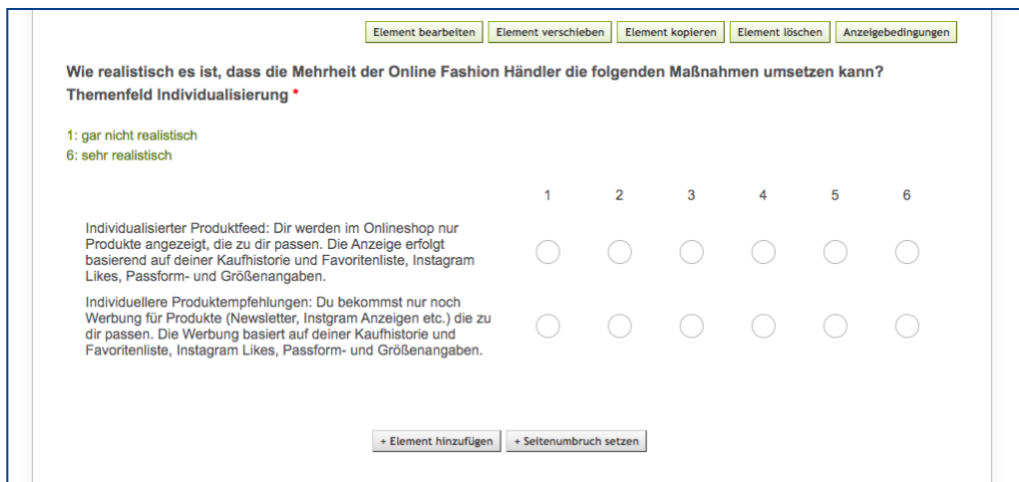 Element bearbeiten Element verschieben Element kopieren Element löschen Anzeigebedingungen
Wie realistisch es ist, dass die Mehrheit der Online Fashion Händler die folgenden Maßnahmen umsetzen kann?
Themenfeld Individualisierung *
1: gar nicht realistisch
6: sehr realistisch
1 2 3 4 5 6
Individualisierter Produktfeed: Dir werden im Onlineshop nur
Produkte angezeigt, die zu dir passen. Die Anzeige erfolgt
basierend auf deiner Kaufhistorie und Favoritenliste, Instagram
Likes, Passform- und Größenangaben.
Individuellere Produktempfehlungen: Du bekommst nur noch
Werbung für Produkte (Newsletter, Instgram Anzeigen etc.) die zu
dir passen. Die Werbung basiert auf deiner Kaufhistorie und
Favoritenliste, Instagram Likes, Passform- und Größenangaben.
+ Element hinzufügen + Seitenumbruch setzen